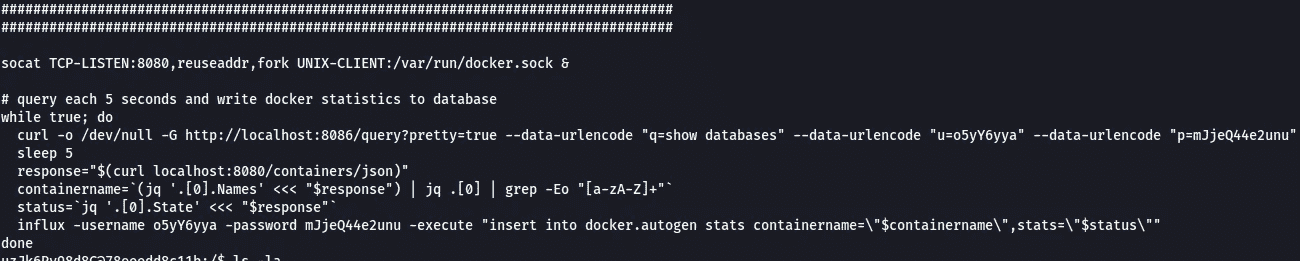 ####################################################################################
####################################################################################
socat TCP-LISTEN:8080,reuseaddr,fork UNIX-CLIENT:/var/run/docker.sock &
# query each 5 seconds and write docker statistics to database
while true; do
  curl -o /dev/null -G http://localhost:8086/query?pretty=true --data-urlencode "q=show databases" --data-urlencode "u=o5yY6yya" --data-urlencode "p=mJjeQ44e2unu"
  sleep 5
  response="$(curl localhost:8080/containers/json)"
  containername=`(jq '.[0].Names' <<< "$response") | jq .[0] | grep -Eo "[a-zA-Z]+"`
  status=`jq '.[0].State' <<< "$response"`
  influx -username o5yY6yya -password mJjeQ44e2unu -execute "insert into docker.autogen stats containername=\"$containername\",stats=\"$status\""
done